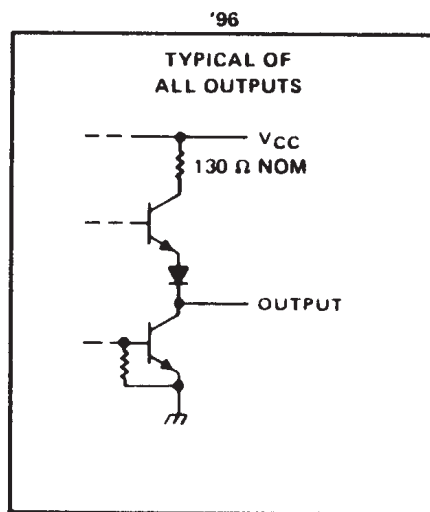 '96
TYPICAL OF
ALL OUTPUTS
VCC
130 Ω NOM
OUTPUT